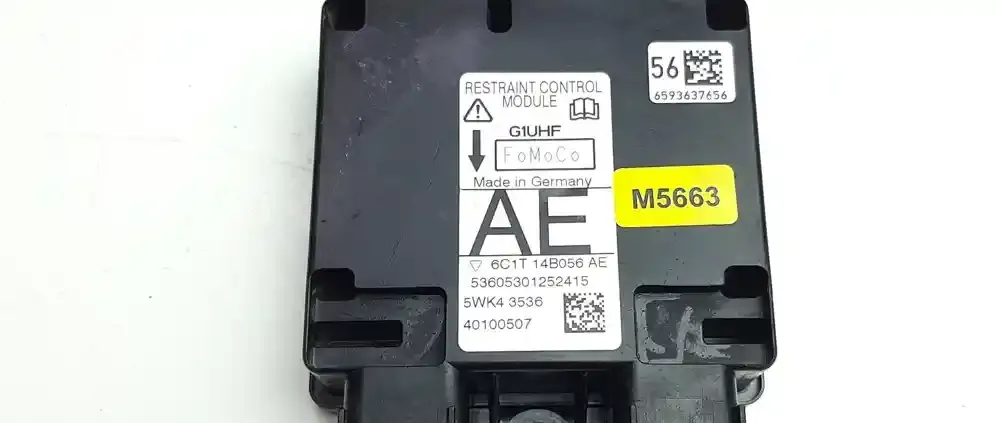 RESTRAINT CONTROL
MODULE
G1UHF
FoMoCo
Made in Germany
AE
6C1T 14B056 AE
53605301252415
5WK4 3536
40100507
56
6593637656
M5663